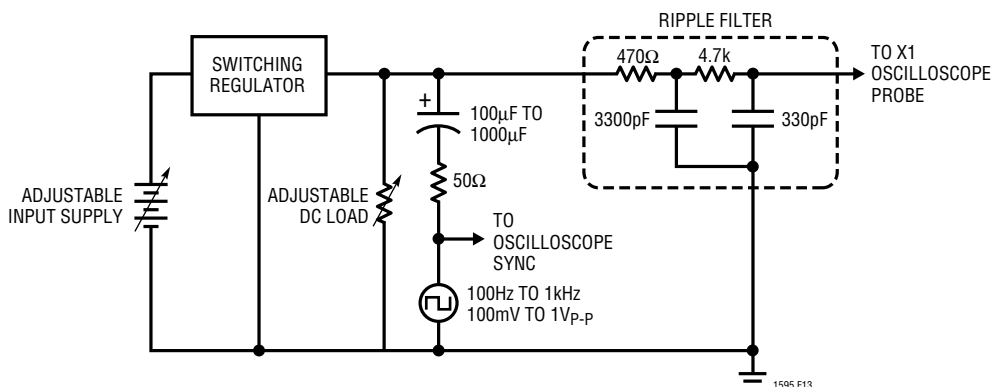 RIPPLE FILTER
SWITCHING
REGULATOR
470Ω
4.7k
TO X1
OSCILLOSCOPE
PROBE
+
100µF TO
1000µF
3300pF
330pF
ADJUSTABLE
INPUT SUPPLY
ADJUSTABLE
DC LOAD
50Ω
TO
OSCILLOSCOPE
SYNC
100Hz TO 1kHz
100mV TO 1VP-P
1595 F13